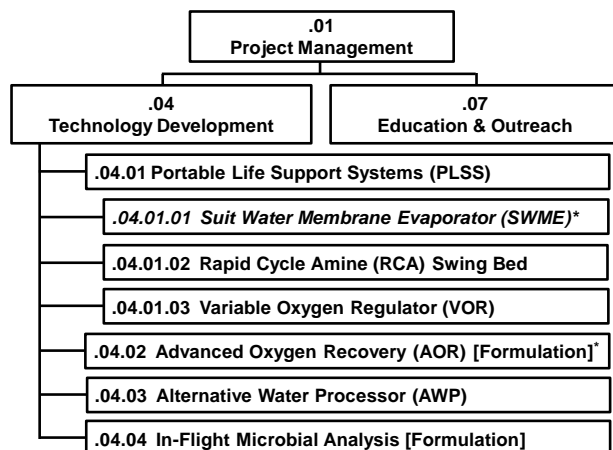 .01
Project Management
.04
Technology Development
.07
Education & Outreach
.04.01 Portable Life Support Systems (PLSS)
.04.01.01 Suit Water Membrane Evaporator (SWME)*
.04.01.02 Rapid Cycle Amine (RCA) Swing Bed
.04.01.03 Variable Oxygen Regulator (VOR)
.04.02 Advanced Oxygen Recovery (AOR) [Formulation]*
.04.03 Alternative Water Processor (AWP)
.04.04 In-Flight Microbial Analysis [Formulation]